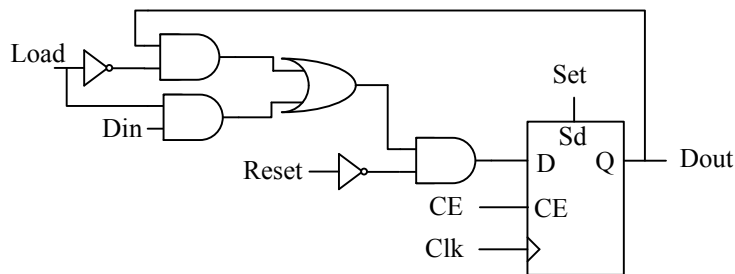 Load
Din
Reset
Set
Sd
D
Q
Dout
CE
CE
Clk